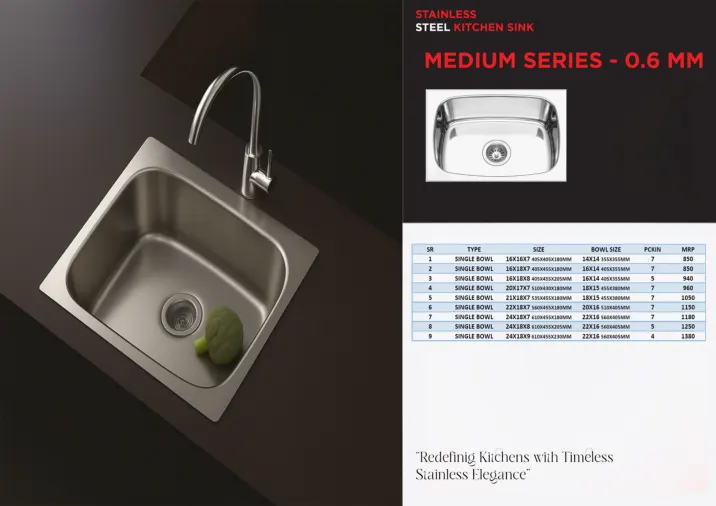 STAINLESS
STEEL KITCHEN SINK
MEDIUM SERIES - 0.6 MM
SR TYPE SIZE BOWL SIZE PCKIN MRP
1 SINGLE BOWL 16X16X7 405X405X180MM 14X14 355X355MM 7 850
2 SINGLE BOWL 16X18X7 405X455X180MM 16X14 405X355MM 7 850
3 SINGLE BOWL 16X18X8 405X455X205MM 16X14 405X355MM 5 940
4 SINGLE BOWL 20X17X7 510X430X180MM 18X15 455X380MM 7 960
5 SINGLE BOWL 21X18X7 535X455X180MM 18X15 455X380MM 7 1050
6 SINGLE BOWL 22X18X7 560X455X180MM 20X16 510X405MM 7 1150
7 SINGLE BOWL 24X18X7 610X455X180MM 22X16 560X405MM 7 1180
8 SINGLE BOWL 24X18X8 610X455X205MM 22X16 560X405MM 5 1250
9 SINGLE BOWL 24X18X9 610X455X230MM 22X16 560X405MM 4 1380
"Redefinig Kitchens with Timeless
Stainless Elegance"